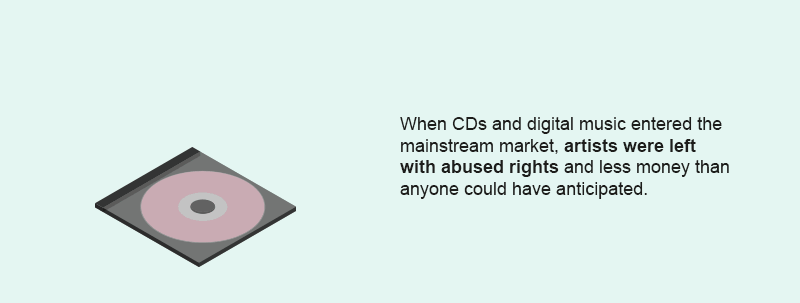 When CDs and digital music entered the
mainstream market, artists were left
with abused rights and less money than
anyone could have anticipated.